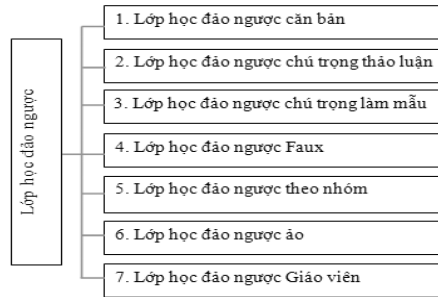 Lớp học đảo ngược
1. Lớp học đảo ngược căn bản
2. Lớp học đảo ngược chú trọng thảo luận
3. Lớp học đảo ngược chú trọng làm mẫu
4. Lớp học đảo ngược Faux
5. Lớp học đảo ngược theo nhóm
6. Lớp học đảo ngược ảo
7. Lớp học đảo ngược Giáo viên